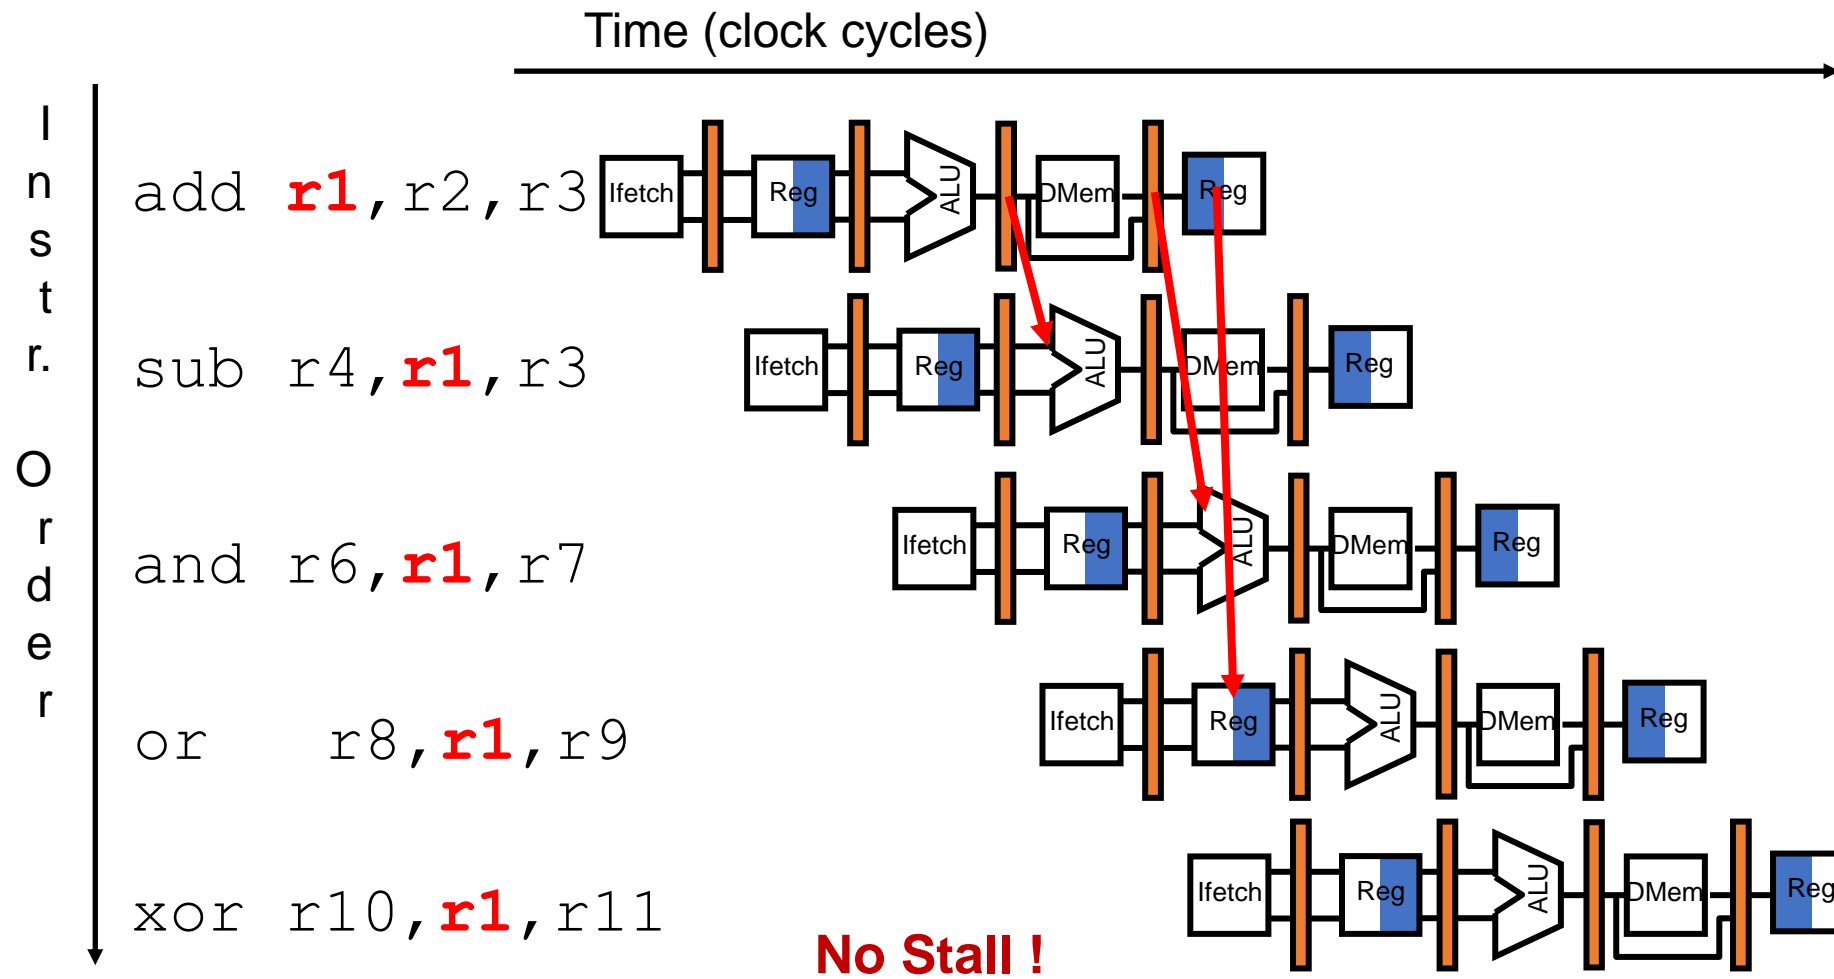 Time (clock cycles)
Instr. Order
add r1,r2,r3
Ifetch Reg ALU DMem Reg
sub r4,r1,r3
Ifetch Reg ALU DMem Reg
and r6,r1,r7
Ifetch Reg ALU DMem Reg
or r8,r1,r9
Ifetch Reg ALU DMem Reg
xor r10,r1,r11
Ifetch Reg ALU DMem Reg
No Stall !